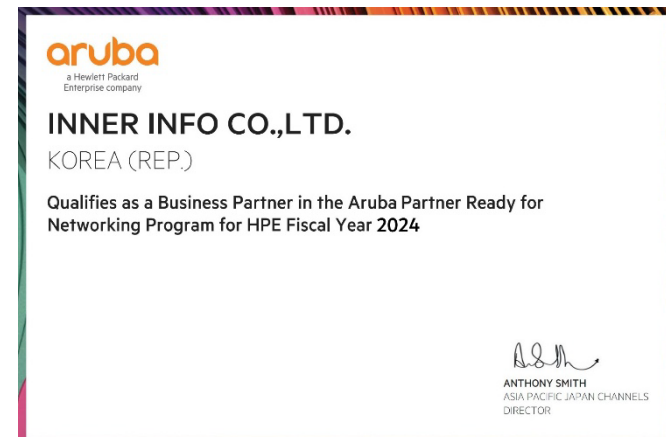 aruba
a Hewlett Packard
Enterprise company
INNER INFO CO.,LTD.
KOREA (REP.)
Qualifies as a Business Partner in the Aruba Partner Ready for
Networking Program for HPE Fiscal Year 2024
ANTHONY SMITH
ASIA PACIFIC JAPAN CHANNELS
DIRECTOR